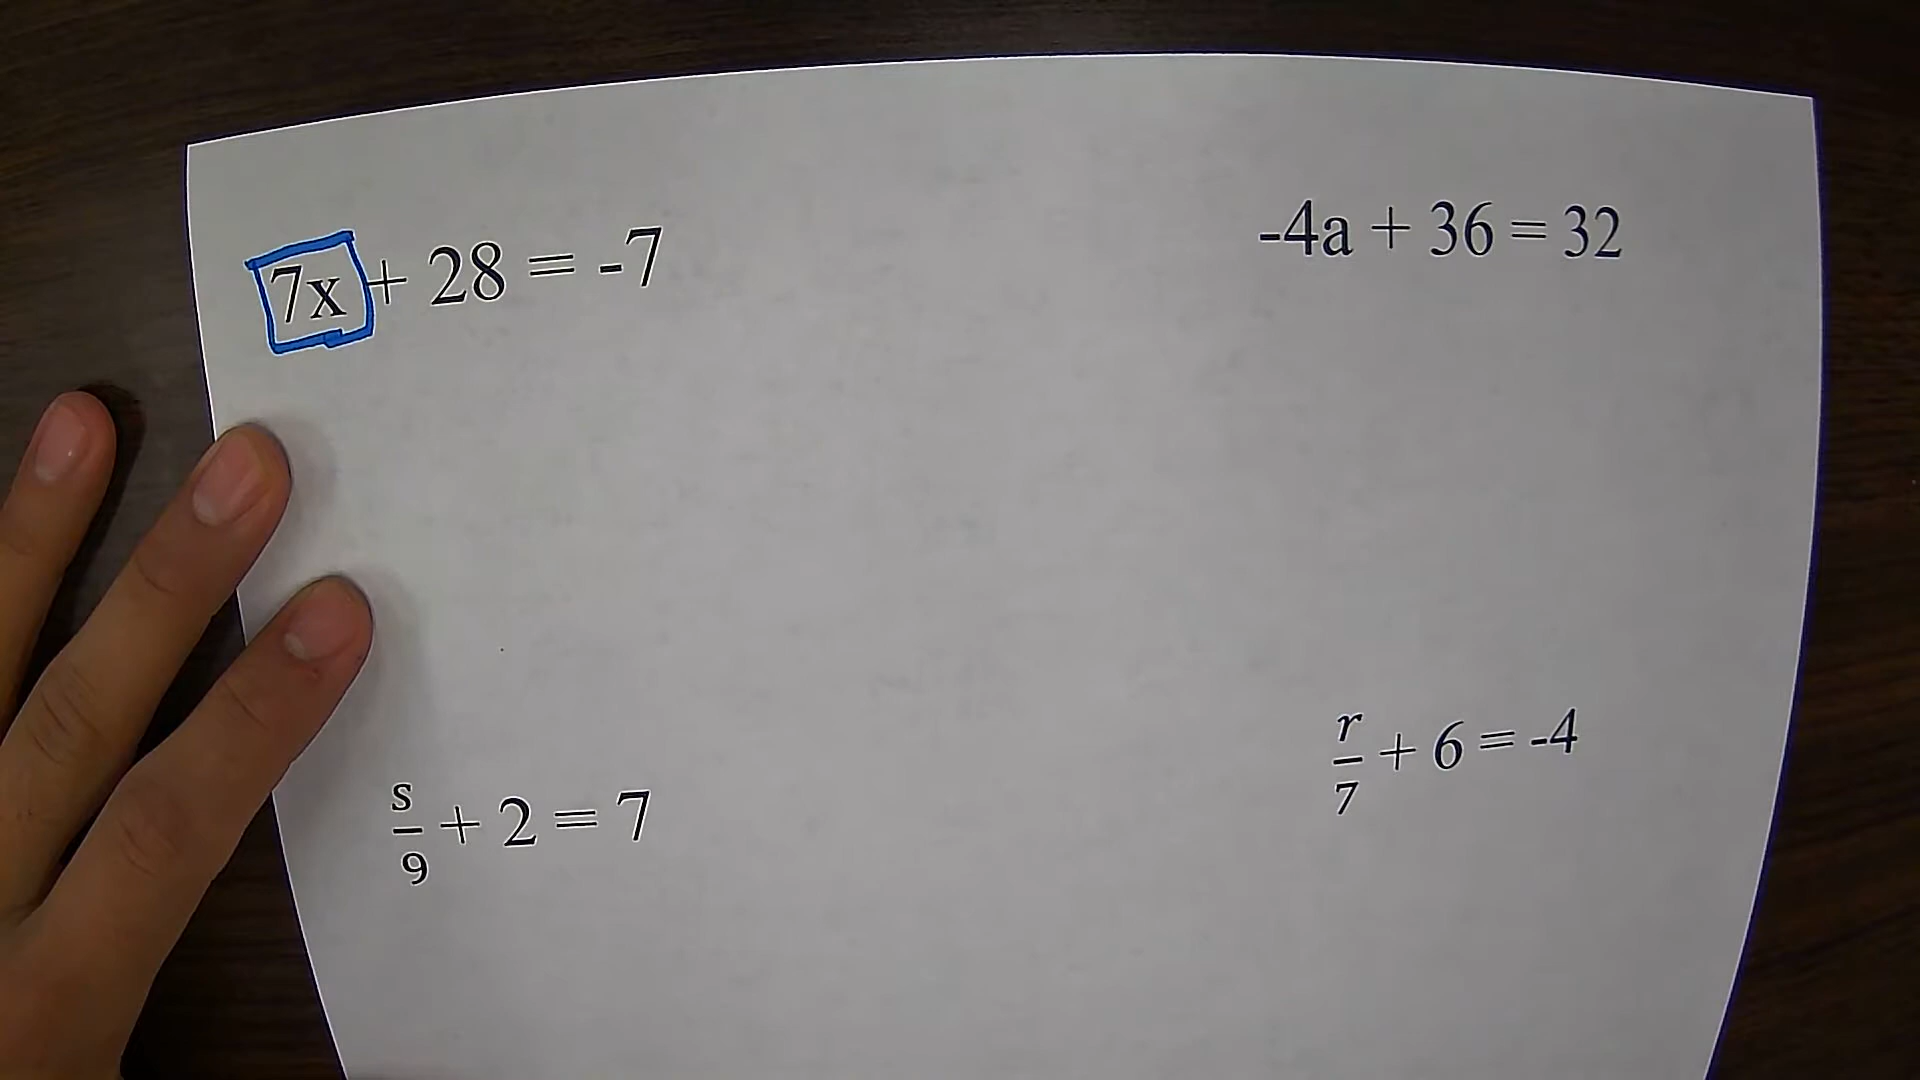 7x + 28 = -7
-4a + 36 = 32
s/9 + 2 = 7
r/7 + 6 = -4